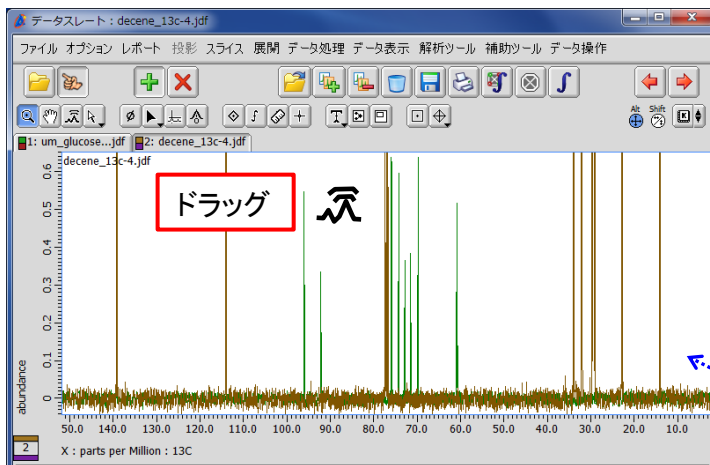 データスレート : decene_13c-4.jdf
ファイル オプション レポート 投影 スライス 展開 データ処理 データ表示 解析ツール 補助ツール データ操作
Alt Shift
1: um_glucose...jdf 2: decene_13c-4.jdf
decene_13c-4.jdf
ドラッグ
0.6
0.5
0.4
0.3
0.2
0.1
0
abundance
50.0 140.0 130.0 120.0 110.0 100.0 90.0 80.0 70.0 60.0 50.0 40.0 30.0 20.0 10.0
2
X : parts per Million : 13C